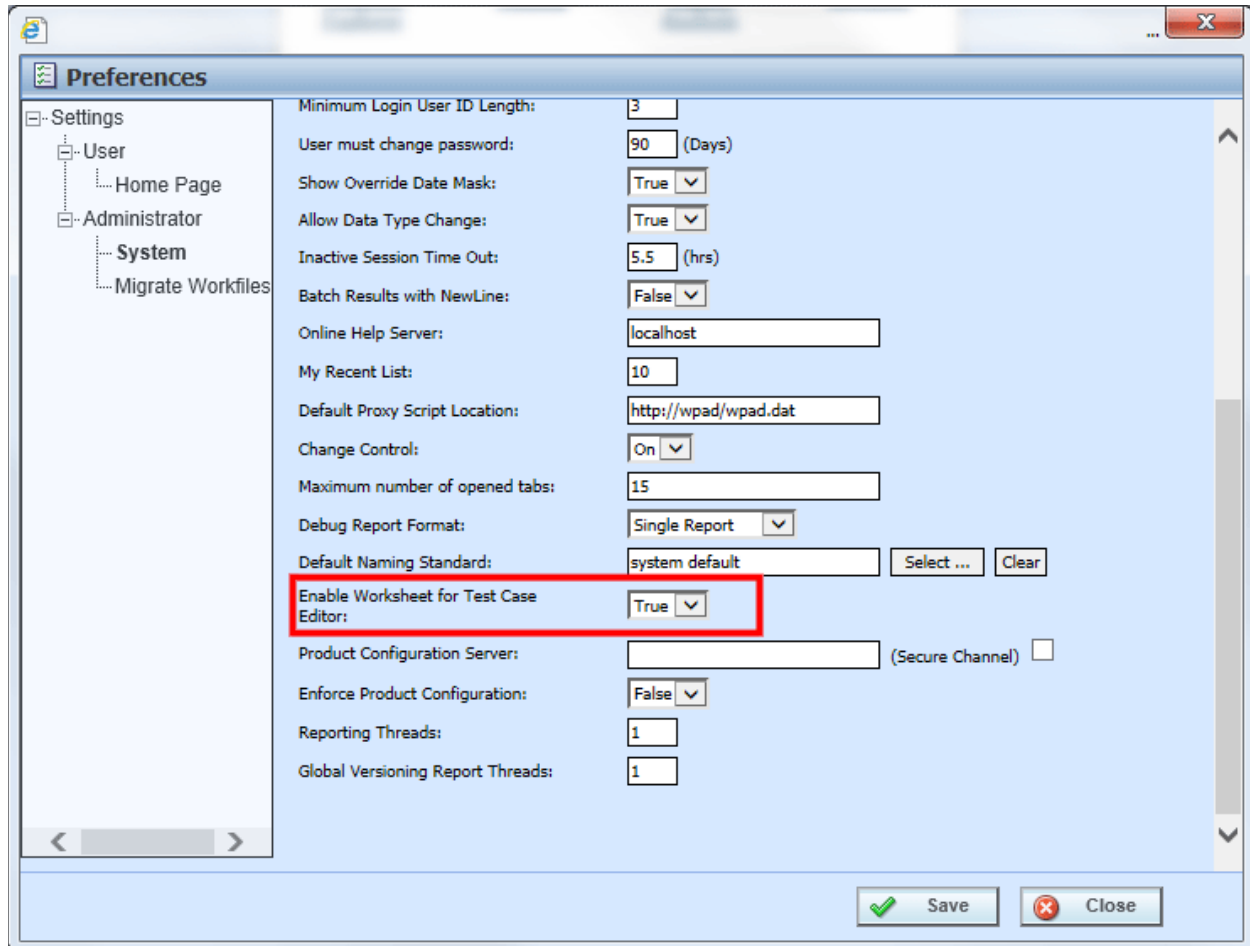 ...
X
Preferences
Settings
User
Home Page
Administrator
System
Migrate Workfiles
Minimum Login User ID Length: 3
User must change password: 90 (Days)
Show Override Date Mask: True
Allow Data Type Change: True
Inactive Session Time Out: 5.5 (hrs)
Batch Results with NewLine: False
Online Help Server: localhost
My Recent List: 10
Default Proxy Script Location: http://wpad/wpad.dat
Change Control: On
Maximum number of opened tabs: 15
Debug Report Format: Single Report
Default Naming Standard: system default Select ... Clear
Enable Worksheet for Test Case
Editor: True
Product Configuration Server: (Secure Channel)
Enforce Product Configuration: False
Reporting Threads: 1
Global Versioning Report Threads: 1
Save Close